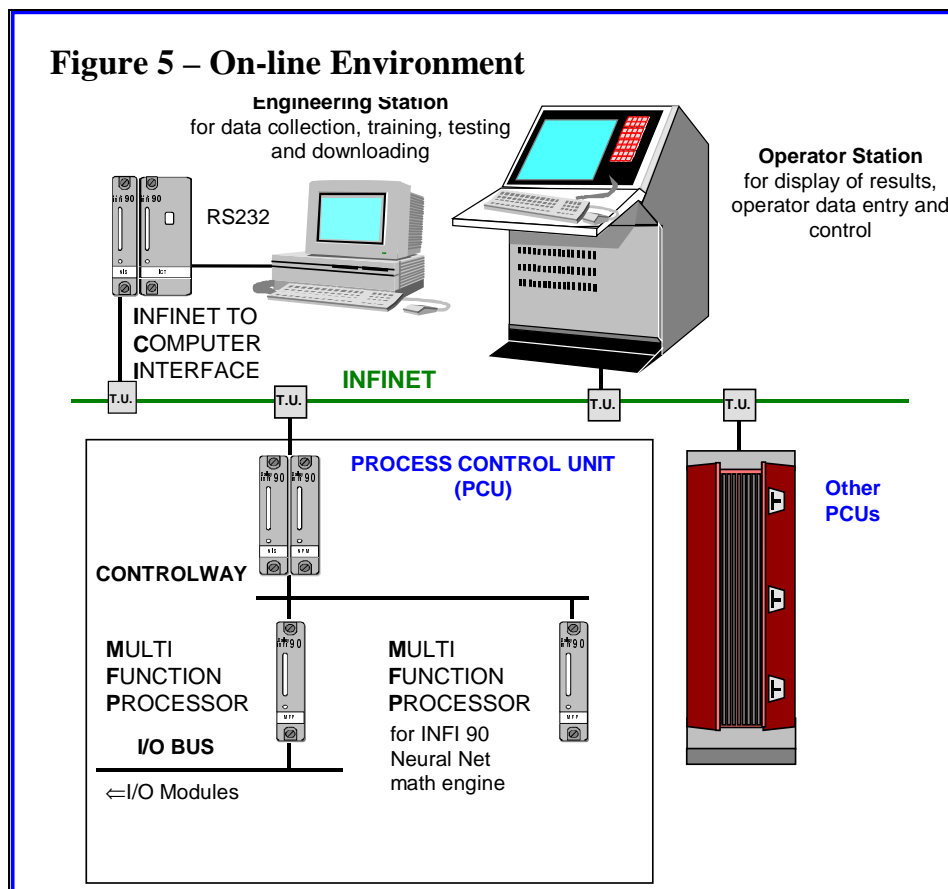 Figure 5 – On-line Environment
Engineering Station
for data collection, training, testing
and downloading
Operator Station
for display of results,
operator data entry and
control
RS232
INFINET TO
COMPUTER
INTERFACE
INFINET
T.U.
T.U.
T.U.
T.U.
PROCESS CONTROL UNIT
(PCU)
Other
PCUs
CONTROLWAY
MULTI
FUNCTION
PROCESSOR
MULTI
FUNCTION
PROCESSOR
for INFI 90
Neural Net
math engine
I/O BUS
⇐I/O Modules
MFP
MFP